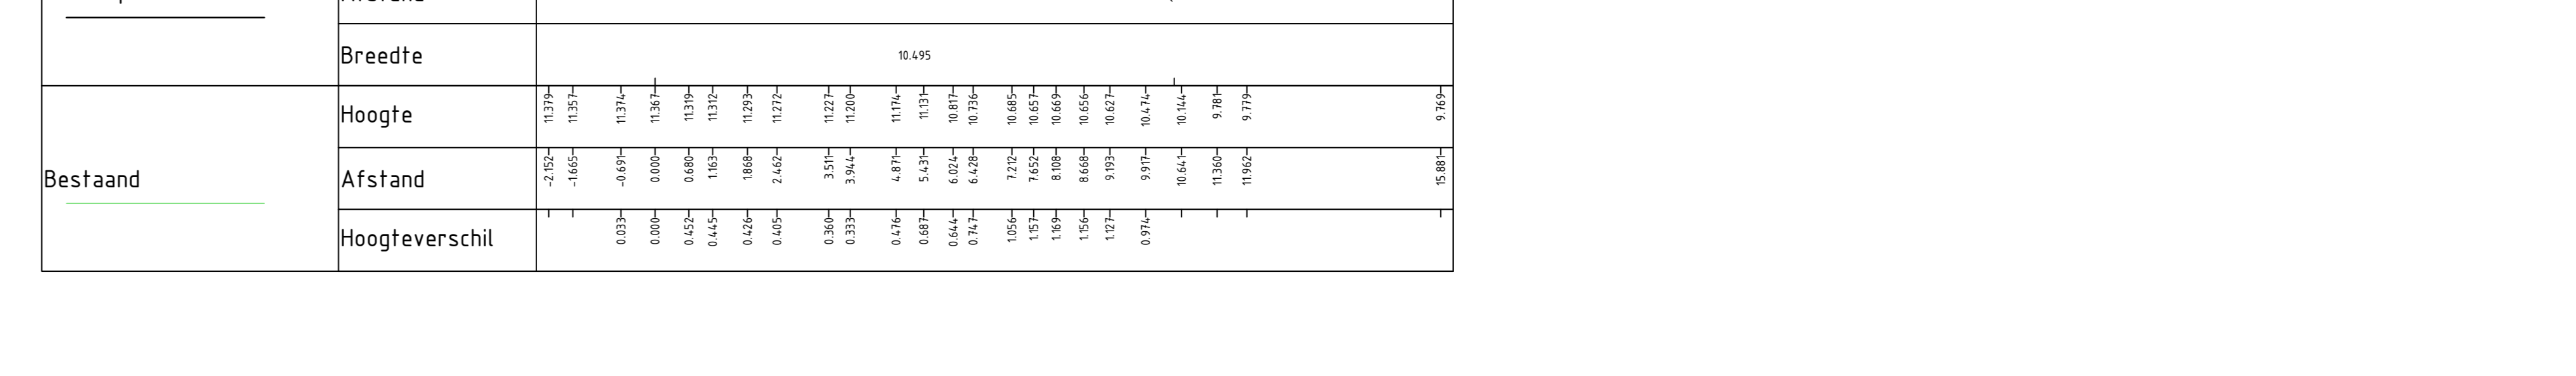 Breedte 10.495
Hoogte 11.379 11.357 11.374 11.367 11.319 11.312 11.293 11.272 11.227 11.200 11.174 11.131 10.817 10.736 10.685 10.657 10.669 10.656 10.627 10.474 10.144 9.781 9.779 9.769
Bestaand
Afstand -2.152 -1.665 -0.691 0.000 0.680 1.163 1.868 2.462 3.511 3.944 4.871 5.431 6.024 6.428 7.212 7.652 8.108 8.668 9.193 9.917 10.641 11.360 11.962 15.881
Hoogteverschil 0.033 0.000 0.452 0.445 0.426 0.405 0.360 0.333 0.476 0.687 0.644 0.747 1.056 1.157 1.169 1.156 1.127 0.974